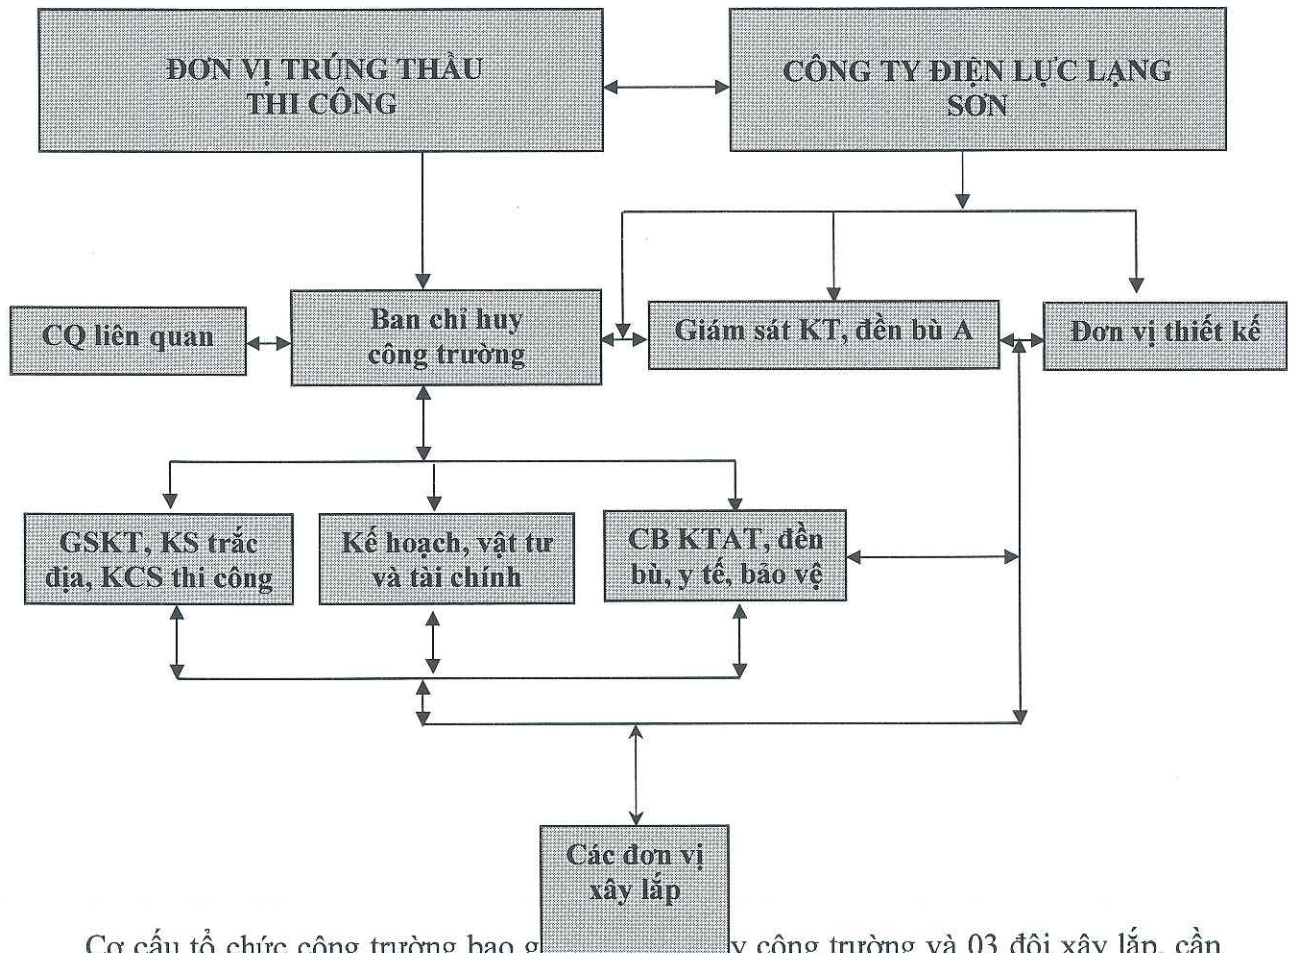 ĐƠN VỊ TRÚNG THẦU
THI CÔNG
CÔNG TY ĐIỆN LỰC LẠNG
SƠN
CQ liên quan
Ban chỉ huy
công trường
Giám sát KT, đền bù A
Đơn vị thiết kế
GSKT, KS trắc
địa, KCS thi công
Kế hoạch, vật tư
và tài chính
CB KTAT, đền
bù, y tế, bảo vệ
Các đơn vị
xây lắp
Cơ cấu tổ chức công trường bao công trường và 03 đội xây lắp, cần